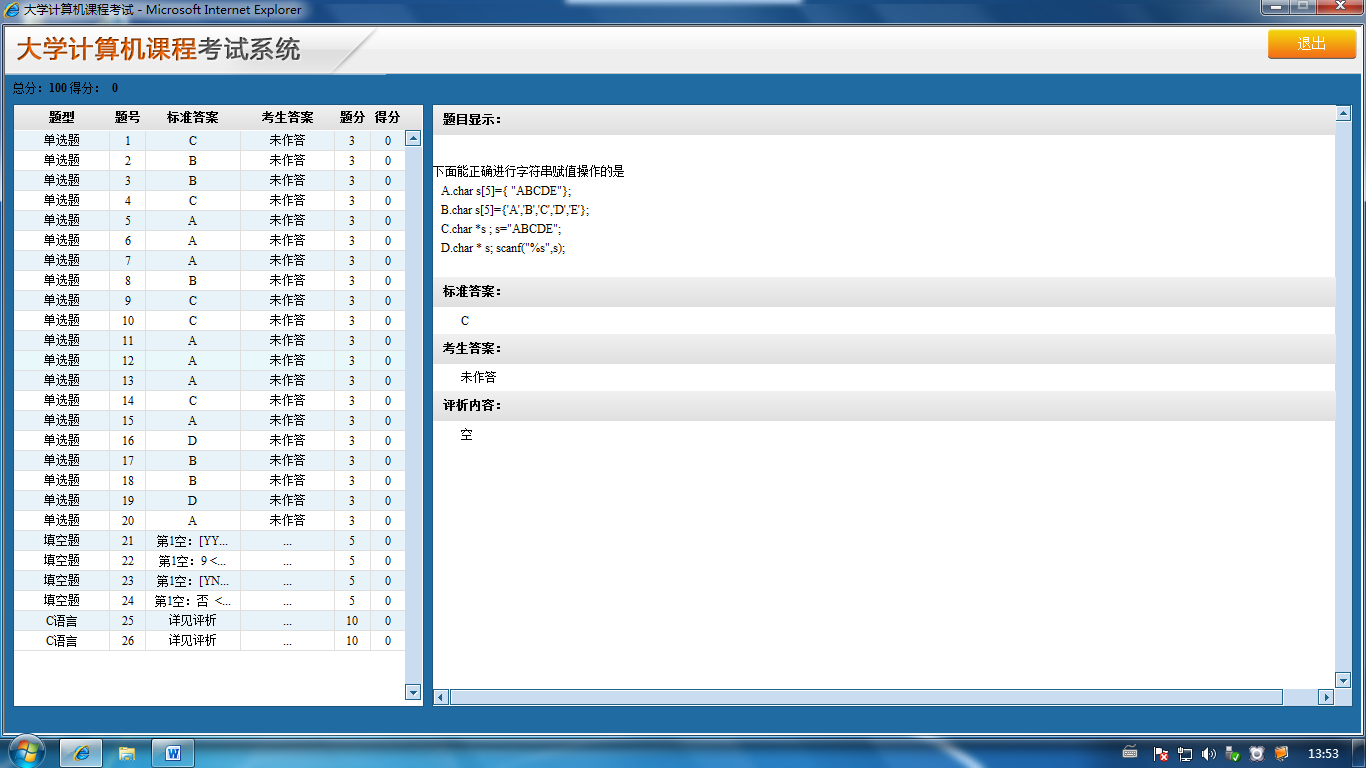 大学计算机课程考试 - Microsoft Internet Explorer
大学计算机课程考试系统
退出
总分：100 得分： 0
题型 题号 标准答案 考生答案 题分 得分
单选题 1 C 未作答 3 0
单选题 2 B 未作答 3 0
单选题 3 B 未作答 3 0
单选题 4 C 未作答 3 0
单选题 5 A 未作答 3 0
单选题 6 A 未作答 3 0
单选题 7 A 未作答 3 0
单选题 8 B 未作答 3 0
单选题 9 C 未作答 3 0
单选题 10 C 未作答 3 0
单选题 11 A 未作答 3 0
单选题 12 A 未作答 3 0
单选题 13 A 未作答 3 0
单选题 14 C 未作答 3 0
单选题 15 A 未作答 3 0
单选题 16 D 未作答 3 0
单选题 17 B 未作答 3 0
单选题 18 B 未作答 3 0
单选题 19 D 未作答 3 0
单选题 20 A 未作答 3 0
填空题 21 第1空：[YY... ... 5 0
填空题 22 第1空：9 <... ... 5 0
填空题 23 第1空：[YN... ... 5 0
填空题 24 第1空：否 <... ... 5 0
C语言 25 详见评析 ... 10 0
C语言 26 详见评析 ... 10 0
题目显示：
下面能正确进行字符串赋值操作的是
A.char s[5]={ "ABCDE"};
B.char s[5]={'A','B','C','D','E'};
C.char *s ; s="ABCDE";
D.char * s; scanf("%s",s);
标准答案：
C
考生答案：
未作答
评析内容：
空
13:53